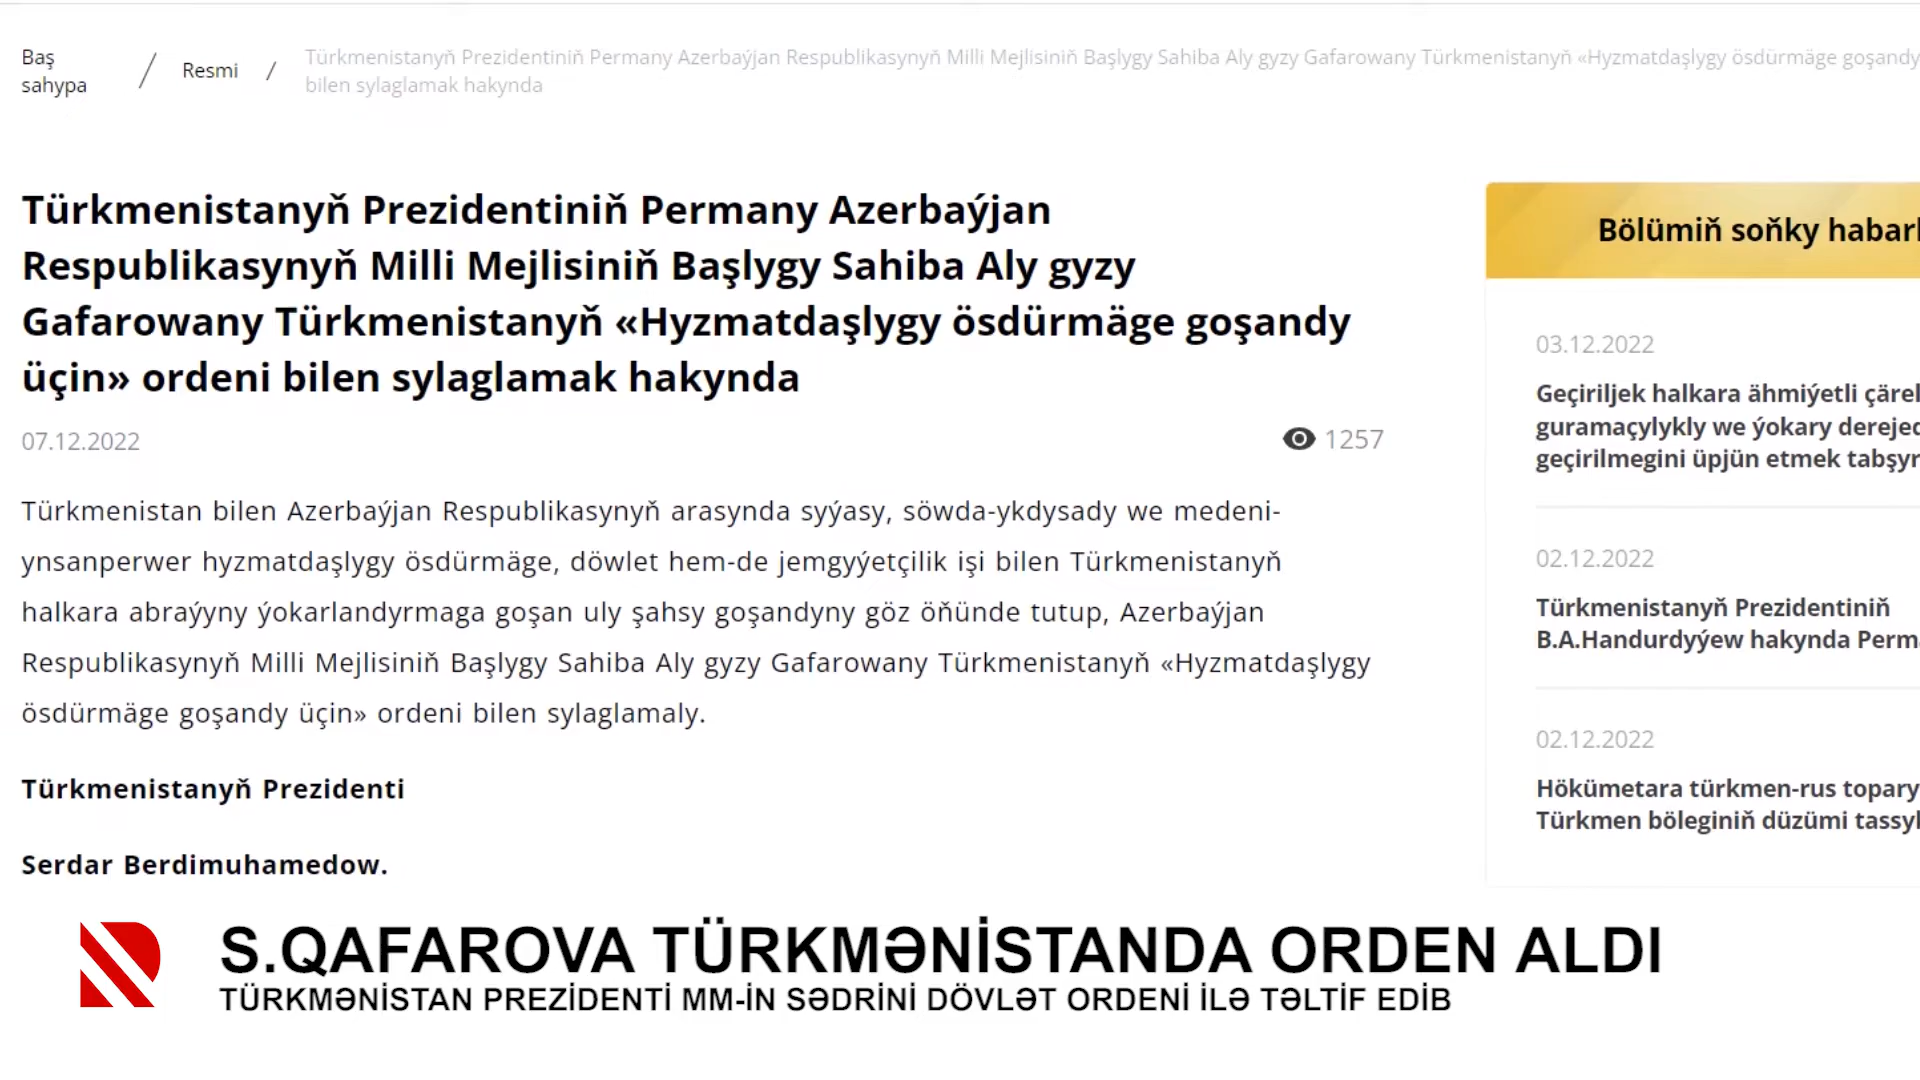 Baş
sahypa
/
Resmi
/
Türkmenistanyň Prezidentiniň Permany Azerbaýjan Respublikasynyň Milli Mejlisiniň Başlygy Sahiba Aly gyzy Gafarowany Türkmenistanyň «Hyzmatdaşlygy ösdürmäge goşandy
bilen sylaglamak hakynda
Türkmenistanyň Prezidentiniň Permany Azerbaýjan
Respublikasynyň Milli Mejlisiniň Başlygy Sahiba Aly gyzy
Gafarowany Türkmenistanyň «Hyzmatdaşlygy ösdürmäge goşandy
üçin» ordeni bilen sylaglamak hakynda
07.12.2022
1257
Türkmenistan bilen Azerbaýjan Respublikasynyň arasynda syýasy, söwda-ykdysady we medeni-
ynsanperwer hyzmatdaşlygy ösdürmäge, döwlet hem-de jemgyýetçilik işi bilen Türkmenistanyň
halkara abraýyny ýokarlandyrmaga goşan uly şahsy goşandyny göz öňünde tutup, Azerbaýjan
Respublikasynyň Milli Mejlisiniň Başlygy Sahiba Aly gyzy Gafarowany Türkmenistanyň «Hyzmatdaşlygy
ösdürmäge goşandy üçin» ordeni bilen sylaglamaly.
Türkmenistanyň Prezidenti
Serdar Berdimuhamedow.
Bölümiň soňky habarl
03.12.2022
Geçiriljek halkara ähmiýetli çärel
guramaçylykly we ýokary derejed
geçirilmegini üpjün etmek tabşyr
02.12.2022
Türkmenistanyň Prezidentiniň
B.A.Handurdyýew hakynda Perma
02.12.2022
Hökümetara türkmen-rus topary
Türkmen böleginiň düzümi tassyk
S.QAFAROVA TÜRKMƏNİSTANDA ORDEN ALDI
TÜRKMƏNİSTAN PREZİDENTİ MM-İN SƏDRİNİ DÖVLƏT ORDENİ İLƏ TƏLTİF EDİB